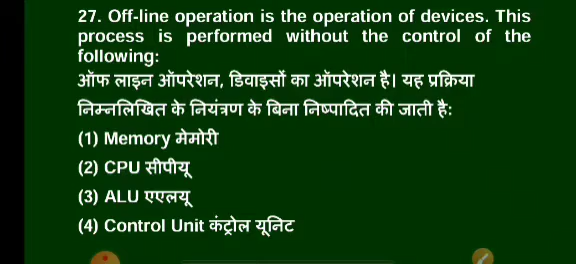 27. Off-line operation is the operation of devices. This
process is performed without the control of the
following:
ऑफ लाइन ऑपरेशन, डिवाइसों का ऑपरेशन है। यह प्रक्रिया
निम्नलिखित के नियंत्रण के बिना निष्पादित की जाती है:
(1) Memory मेमोरी
(2) CPU सीपीयू
(3) ALU एएलयू
(4) Control Unit कंट्रोल यूनिट